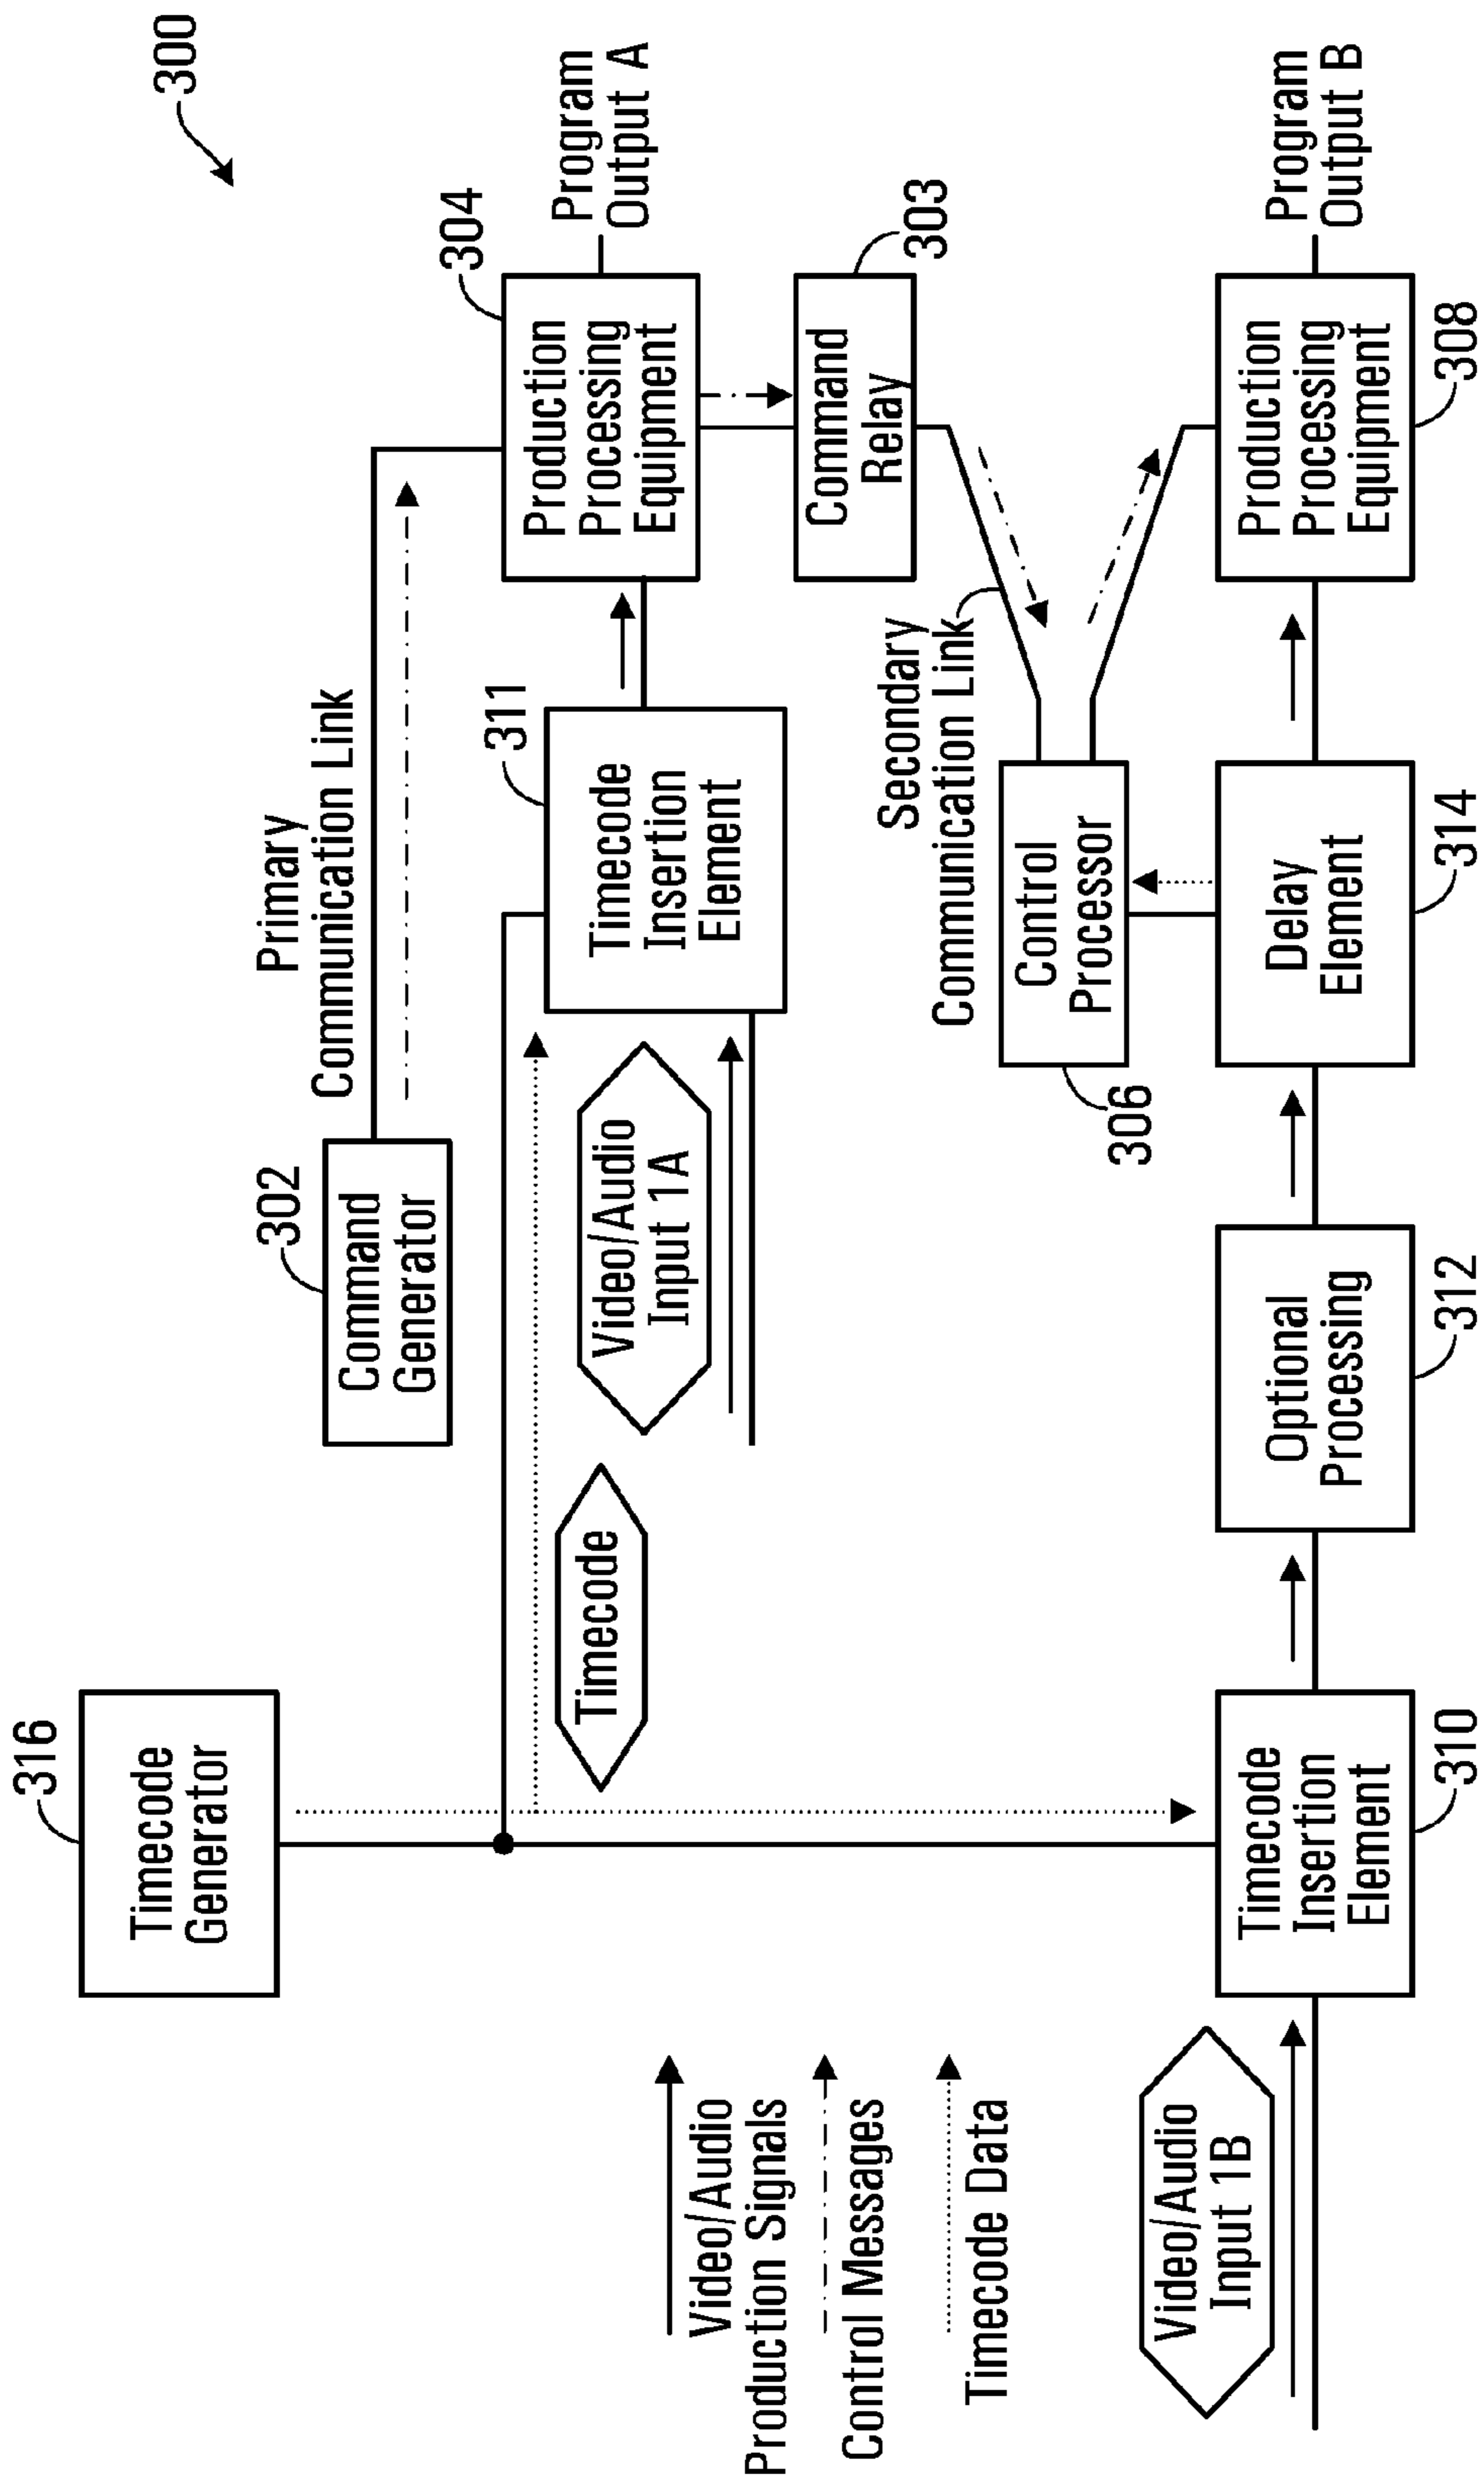 300
316
Timecode
Generator
302
Command
Generator
Primary
Communication Link
304
Production
Processing
Equipment
Program
Output A
311
Timecode
Insertion
Element
Timecode
Video/Audio
Input 1A
303
Command
Relay
Secondary
Communication Link
Control
Processor
306
Video/Audio
Production Signals
Control Messages
Timecode Data
Video/Audio
Input 1B
Timecode
Insertion
Element
310
Optional
Processing
312
Delay
Element
314
Production
Processing
Equipment
308
Program
Output B